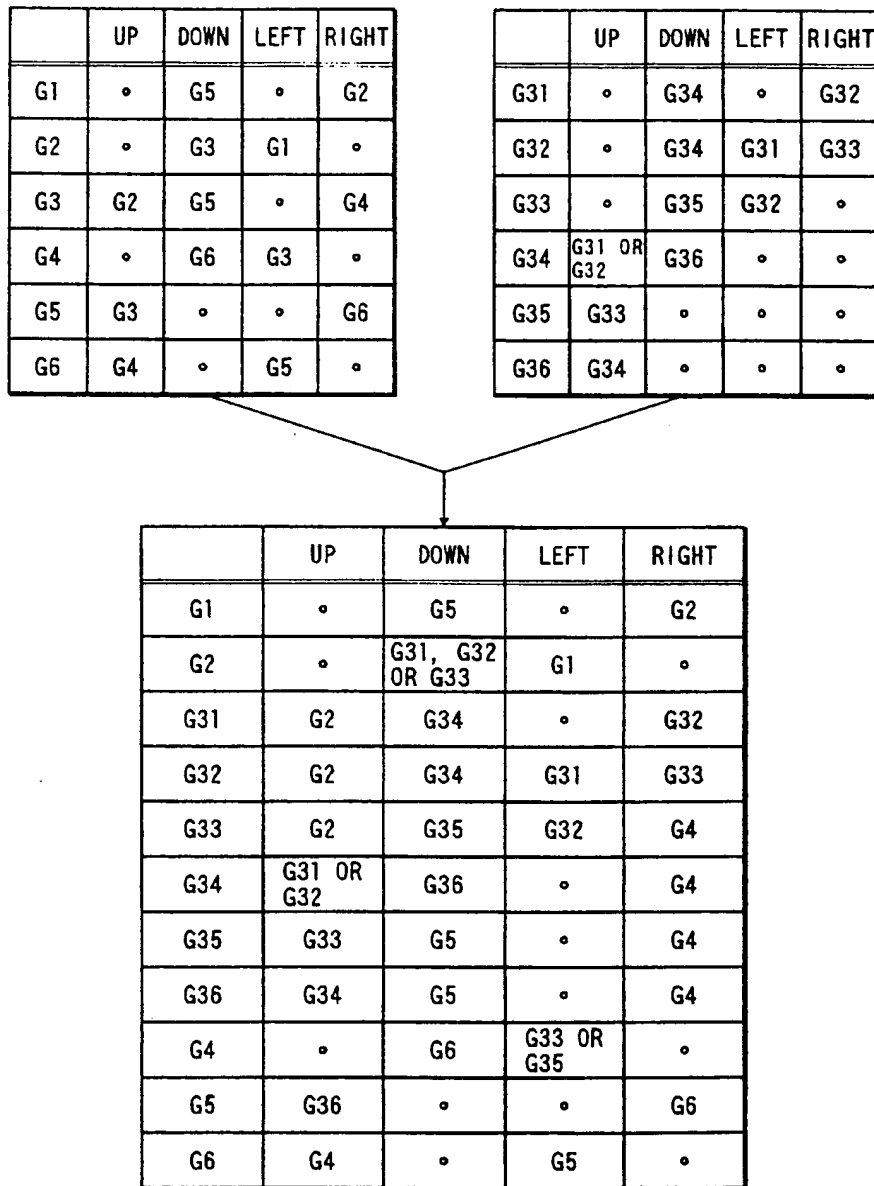 UP DOWN LEFT RIGHT
G1 ∘ G5 ∘ G2
G2 ∘ G3 G1 ∘
G3 G2 G5 ∘ G4
G4 ∘ G6 G3 ∘
G5 G3 ∘ ∘ G6
G6 G4 ∘ G5 ∘
UP DOWN LEFT RIGHT
G31 ∘ G34 ∘ G32
G32 ∘ G34 G31 G33
G33 ∘ G35 G32 ∘
G34 G31 OR G32 G36 ∘ ∘
G35 G33 ∘ ∘ ∘
G36 G34 ∘ ∘ ∘
UP DOWN LEFT RIGHT
G1 ∘ G5 ∘ G2
G2 ∘ G31, G32 OR G33 G1 ∘
G31 G2 G34 ∘ G32
G32 G2 G34 G31 G33
G33 G2 G35 G32 G4
G34 G31 OR G32 G36 ∘ G4
G35 G33 G5 ∘ G4
G36 G34 G5 ∘ G4
G4 ∘ G6 G33 OR G35 ∘
G5 G36 ∘ ∘ G6
G6 G4 ∘ G5 ∘